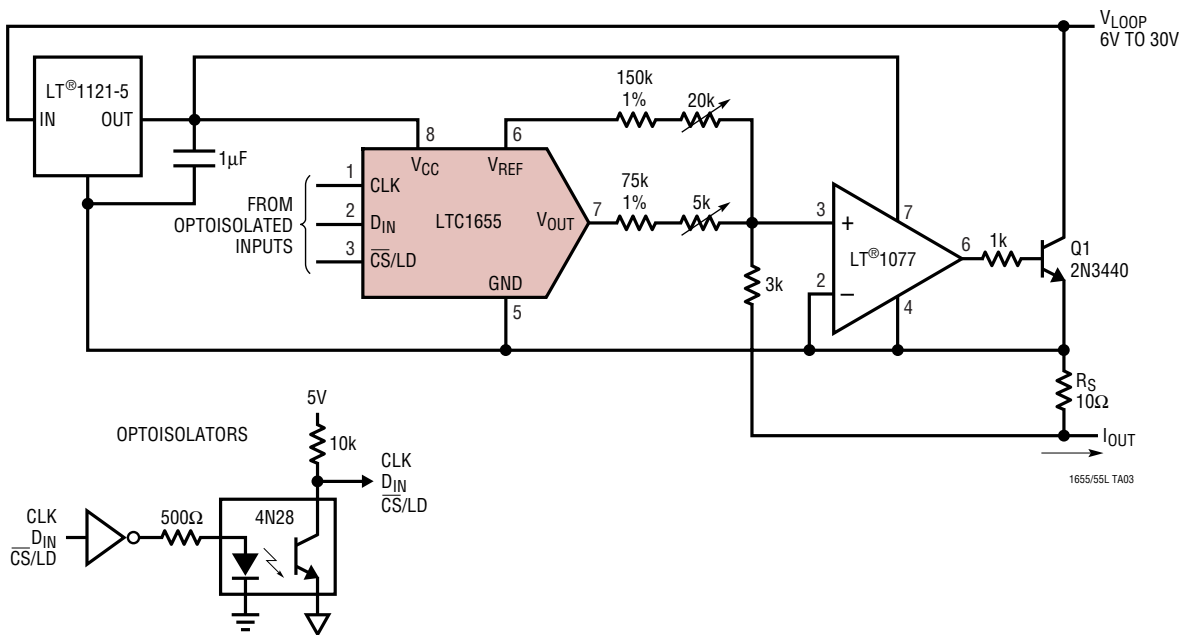 VLOOP
6V TO 30V
LT®1121-5
IN
OUT
1µF
150k
1%
20k
8
6
VCC
VREF
1
CLK
FROM
OPTOISOLATED
INPUTS
2
DIN
LTC1655
VOUT
7
75k
1%
5k
3
CS/LD
GND
5
3k
3
+
7
LT®1077
2
–
4
6
1k
Q1
2N3440
RS
10Ω
IOUT
1655/55L TA03
OPTOISOLATORS
5V
10k
CLK
DIN
CS/LD
CLK
DIN
CS/LD
500Ω
4N28